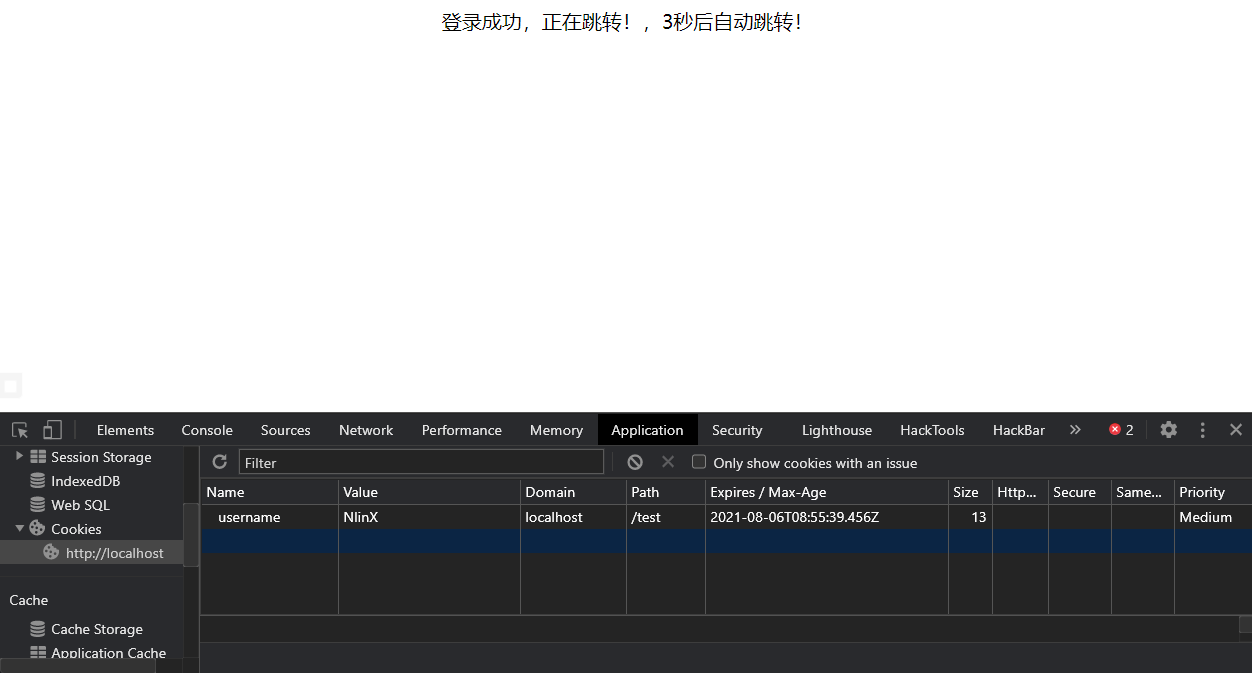 登录成功，正在跳转！，3秒后自动跳转！
Elements Console Sources Network Performance Memory Application Security Lighthouse HackTools HackBar 2
Session Storage
IndexedDB
Web SQL
Cookies
http://localhost
Cache
Cache Storage
Application Cache
Filter Only show cookies with an issue
Name Value Domain Path Expires / Max-Age Size Http... Secure Same... Priority
username NlinX localhost /test 2021-08-06T08:55:39.456Z 13 Medium